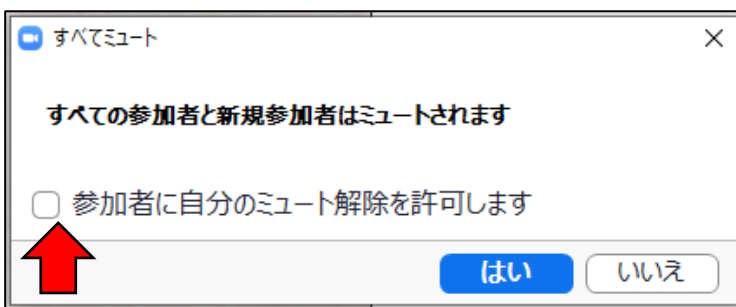 すべてミュート
すべての参加者と新規参加者はミュートされます
参加者に自分のミュート解除を許可します
はい
いいえ